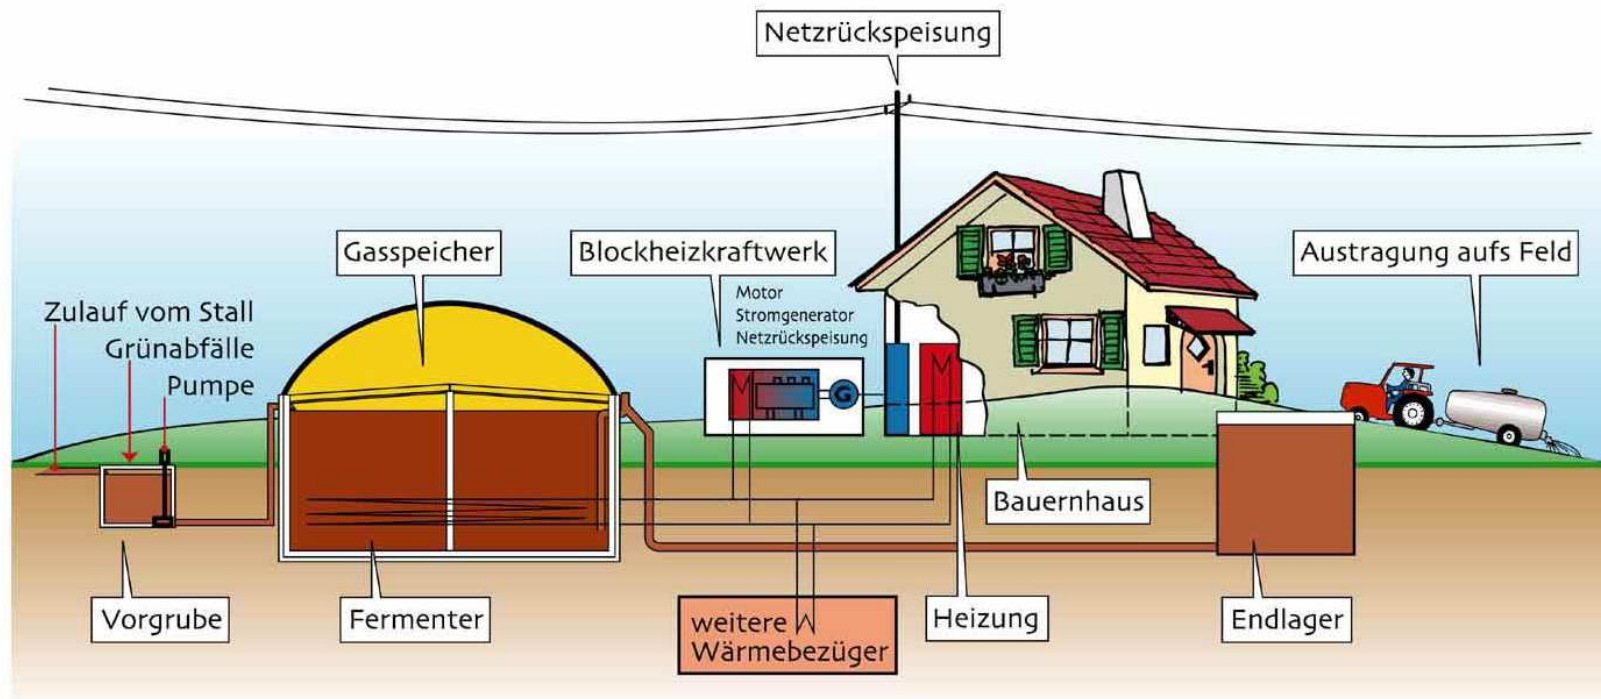 Netzrückspeisung
Gasspeicher
Blockheizkraftwerk
Motor
Stromgenerator
Netzrückspeisung
Austragung aufs Feld
Zulauf vom Stall
Grünabfälle
Pumpe
G
Bauernhaus
Vorgrube
Fermenter
weitere
Wärmebezüger
Heizung
Endlager